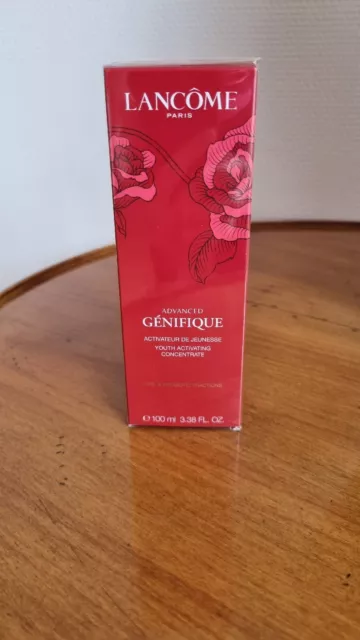 LANCÔME
PARIS
ADVANCED
GÉNIFIQUE
ACTIVATEUR DE JEUNESSE
YOUTH ACTIVATING
CONCENTRATE
℮ 100 ml 3.38 FL. OZ.